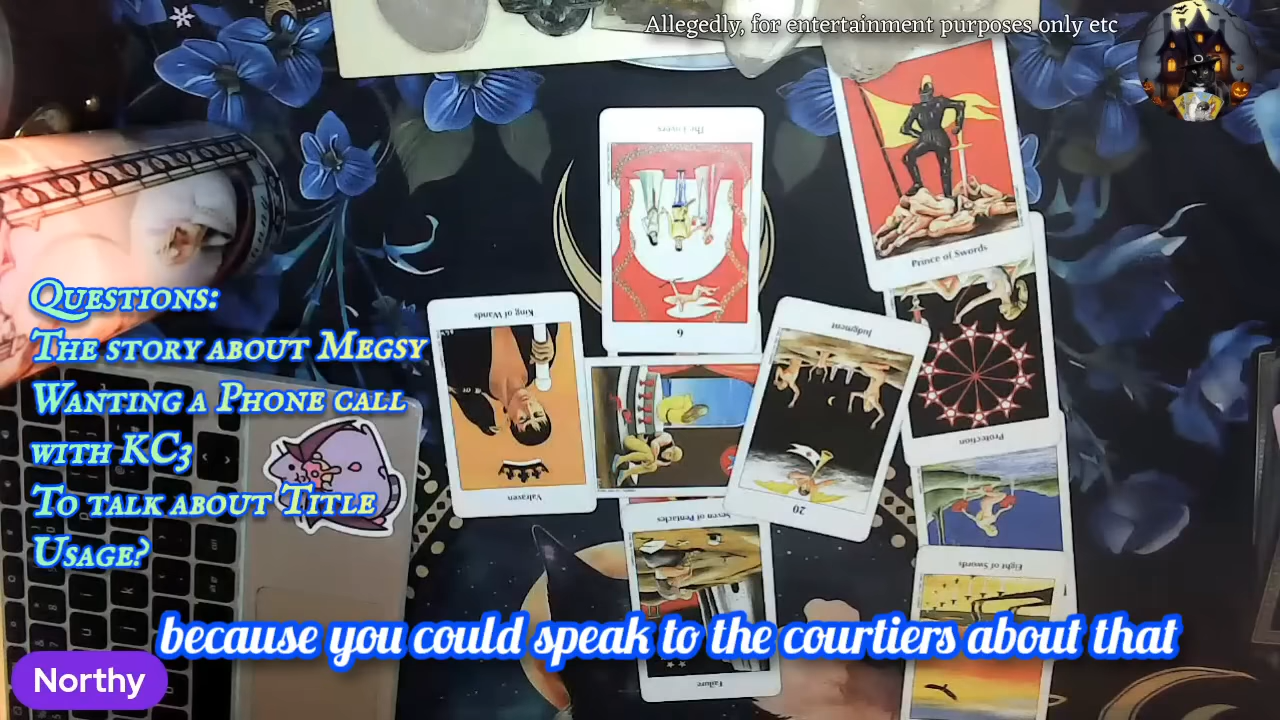 Allegedly, for entertainment purposes only etc
The Lovers
6
Prince of Swords
Questions:
The story about Megsy
Wanting a Phone call
with KC3
To talk about Title
Usage?
King of Wands
Valraven
Judgment
20
Protection
Seven of Pentacles
Eight of Swords
because you could speak to the courtiers about that
Northy
Failure